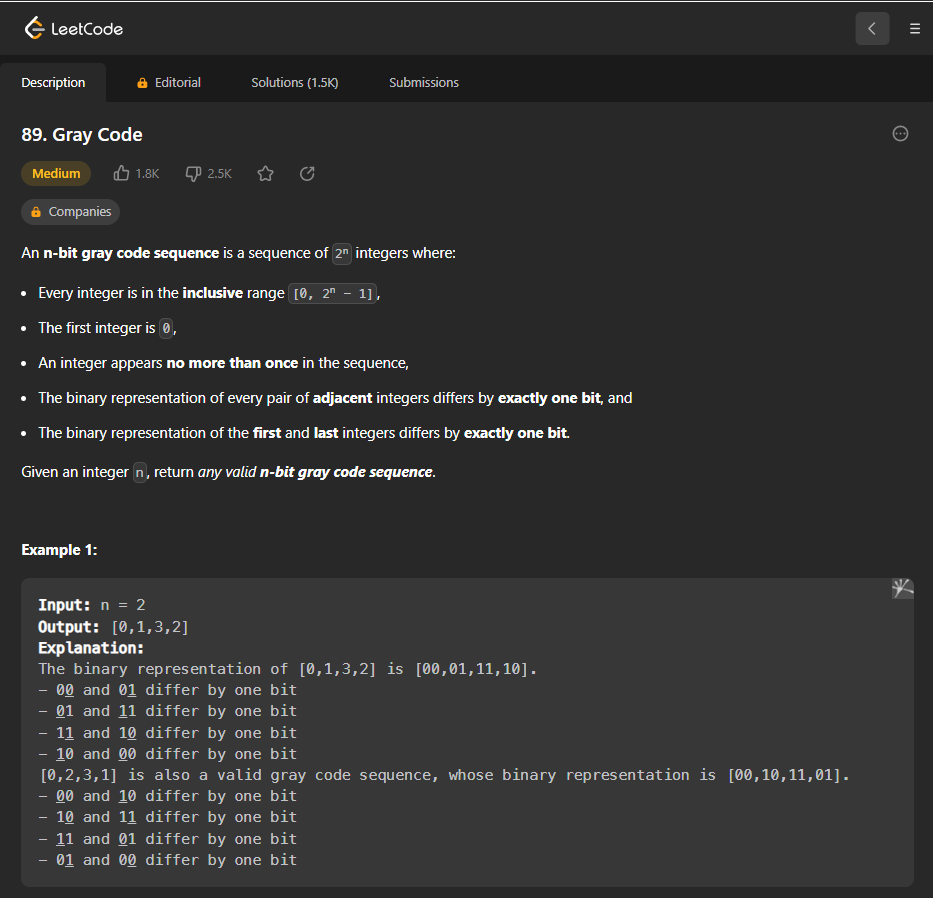 LeetCode
Description
Editorial
Solutions (1.5K)
Submissions
89. Gray Code
Medium
1.8K
2.5K
Companies
An n-bit gray code sequence is a sequence of 2ⁿ integers where:
• Every integer is in the inclusive range [0, 2ⁿ - 1],
• The first integer is 0,
• An integer appears no more than once in the sequence,
• The binary representation of every pair of adjacent integers differs by exactly one bit, and
• The binary representation of the first and last integers differs by exactly one bit.
Given an integer n, return any valid n-bit gray code sequence.
Example 1:
Input: n = 2
Output: [0,1,3,2]
Explanation:
The binary representation of [0,1,3,2] is [00,01,11,10].
- 00 and 01 differ by one bit
- 01 and 11 differ by one bit
- 11 and 10 differ by one bit
- 10 and 00 differ by one bit
[0,2,3,1] is also a valid gray code sequence, whose binary representation is [00,10,11,01].
- 00 and 10 differ by one bit
- 10 and 11 differ by one bit
- 11 and 01 differ by one bit
- 01 and 00 differ by one bit